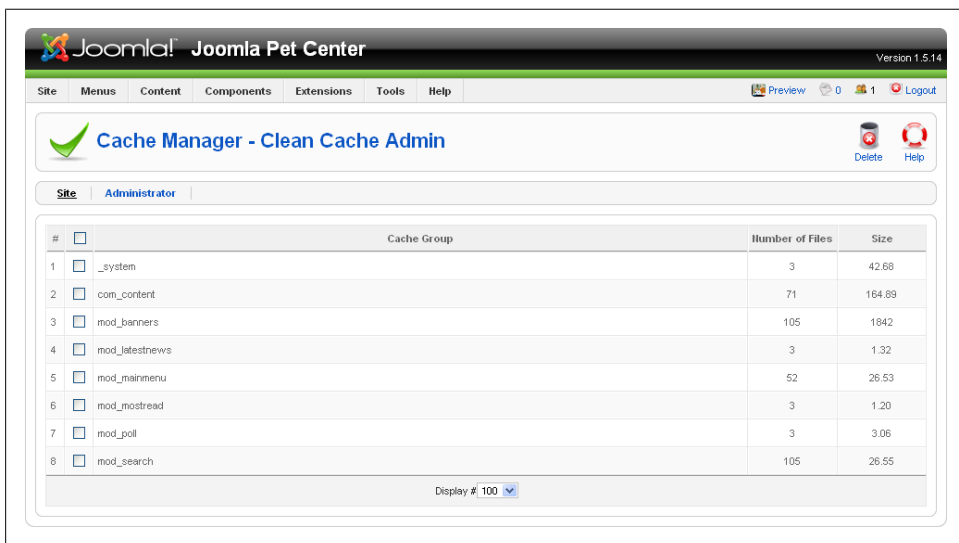 Joomla! Joomla Pet Center
Version 1.5.14
Site Menus Content Components Extensions Tools Help Preview 0 1 Logout
Cache Manager - Clean Cache Admin
Delete Help
Site Administrator
# Cache Group Number of Files Size
1 _system 3 42.68
2 com_content 71 164.89
3 mod_banners 105 1842
4 mod_latestnews 3 1.32
5 mod_mainmenu 52 26.53
6 mod_mostread 3 1.20
7 mod_poll 3 3.06
8 mod_search 105 26.55
Display # 100